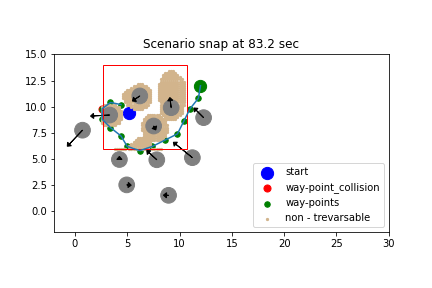 Scenario snap at 83.2 sec
15.0
12.5
10.0
7.5
5.0
2.5
0.0
0
5
10
15
20
25
30
start
way-point_collision
way-points
non - trevarsable